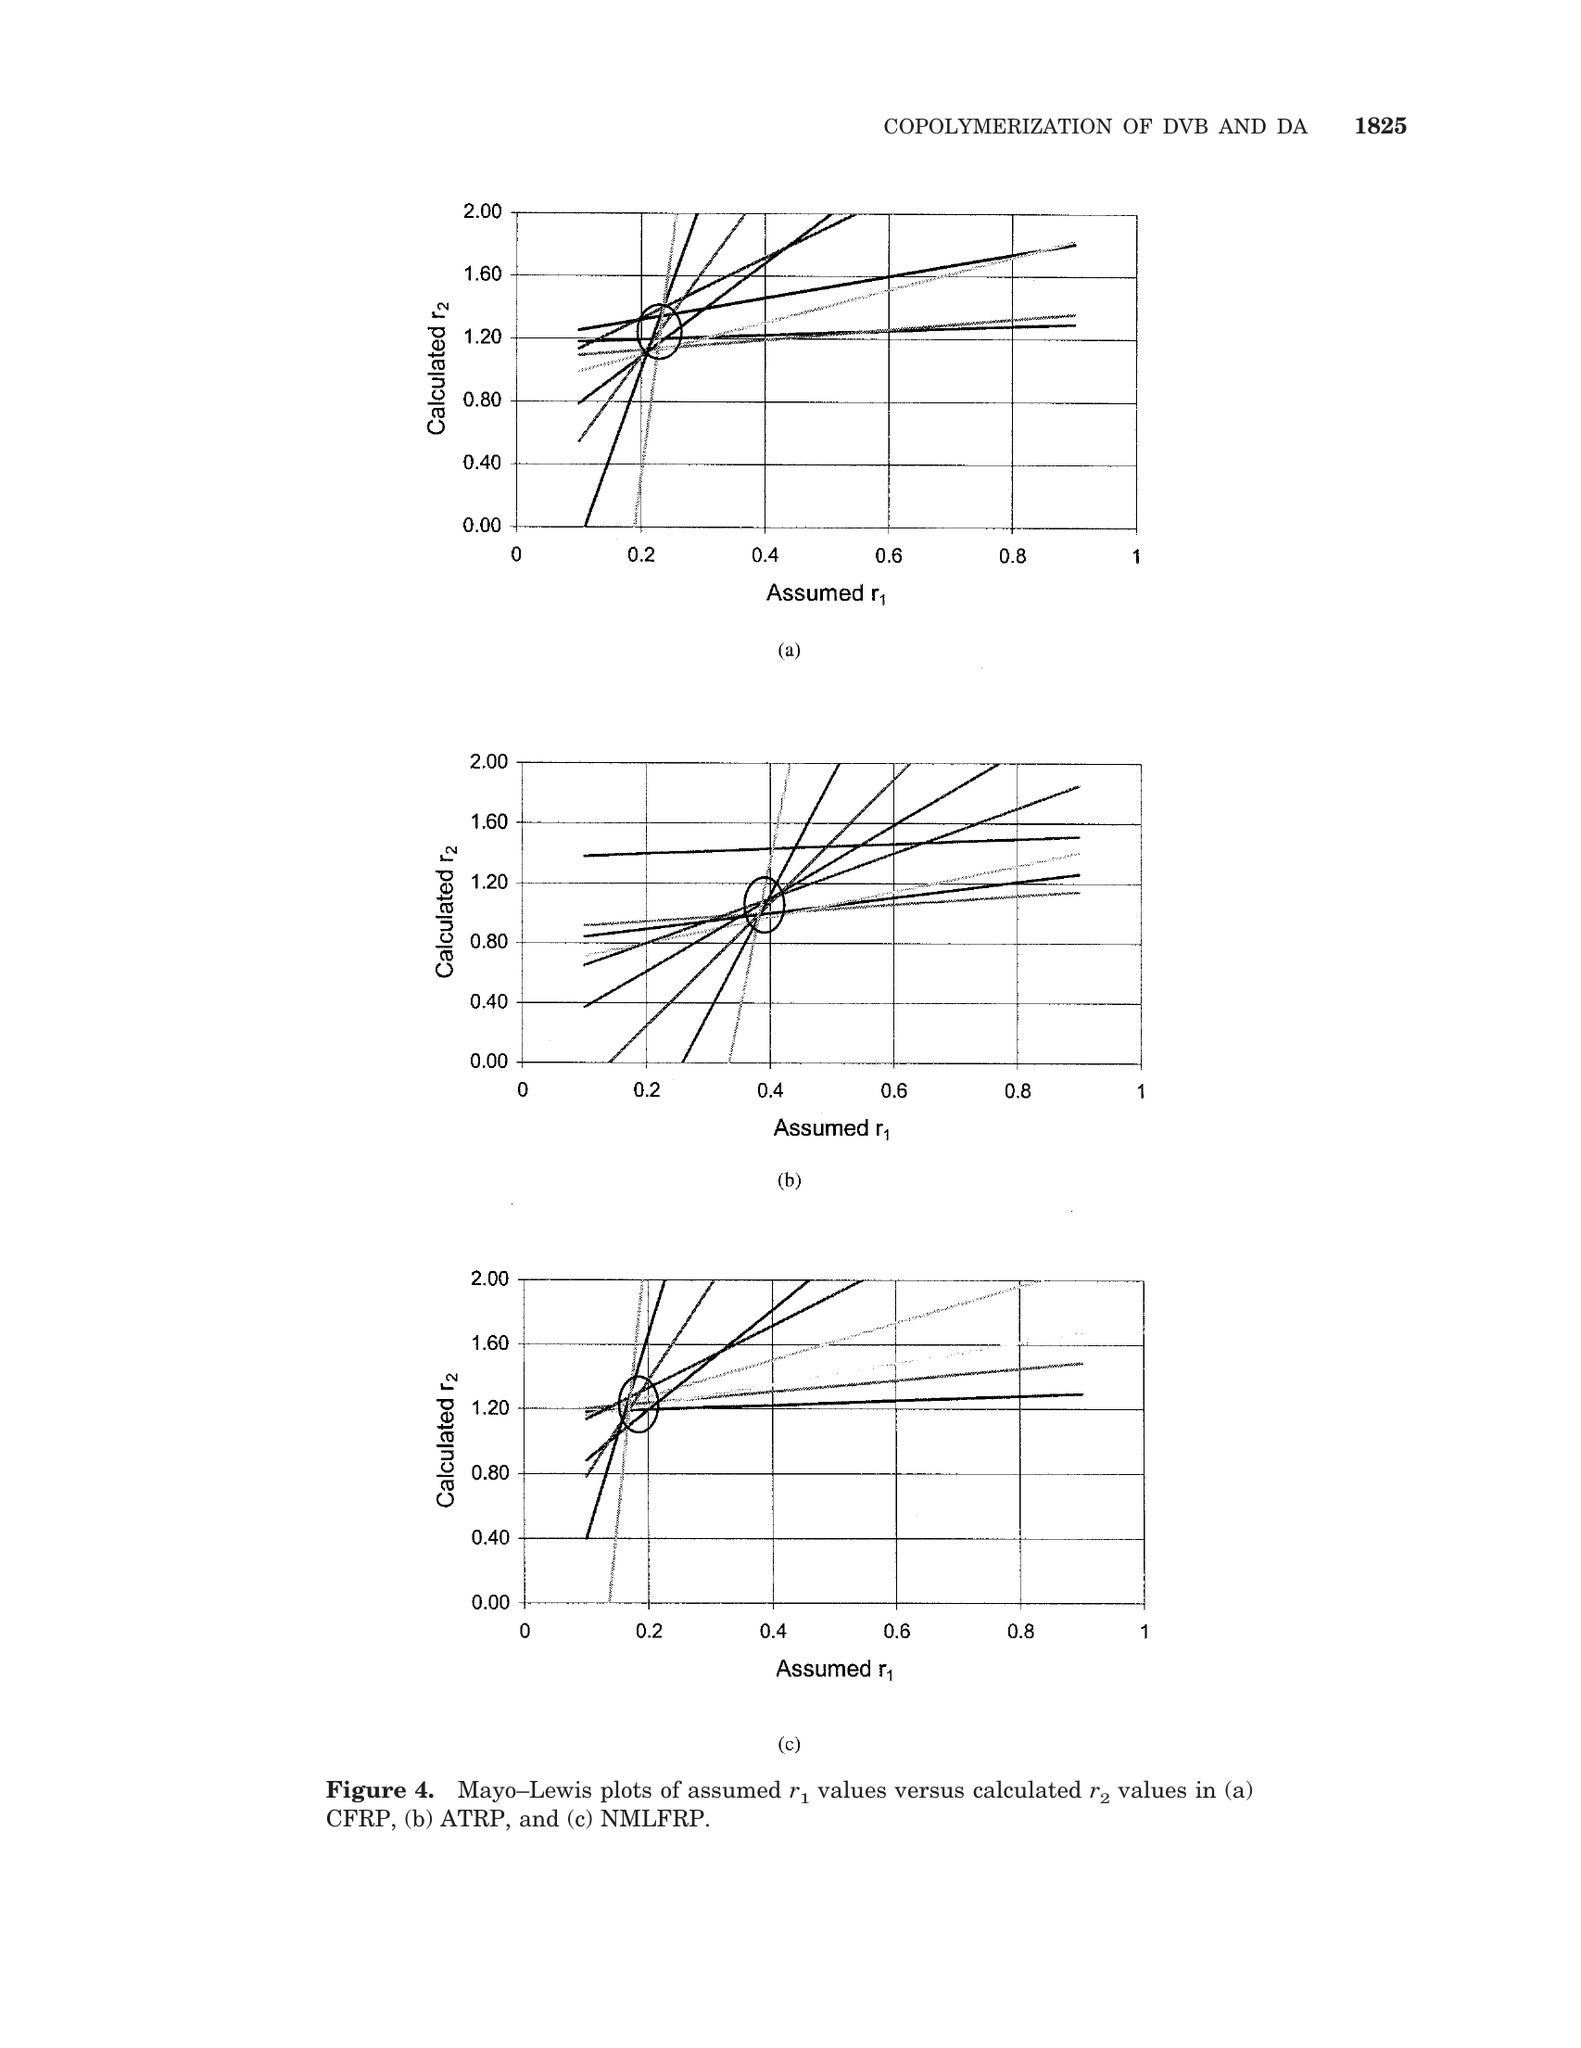 COPOLYMERIZATION OF DVB AND DA 1825
2.00
1.60
1.20
0.80
0.40
0.00
Calculated r2
0 0.2 0.4 0.6 0.8 1
Assumed r1
(a)
2.00
1.60
1.20
0.80
0.40
0.00
Calculated r2
0 0.2 0.4 0.6 0.8 1
Assumed r1
(b)
2.00
1.60
1.20
0.80
0.40
0.00
Calculated r2
0 0.2 0.4 0.6 0.8 1
Assumed r1
(c)
Figure 4. Mayo–Lewis plots of assumed r1 values versus calculated r2 values in (a)
CFRP, (b) ATRP, and (c) NMLFRP.